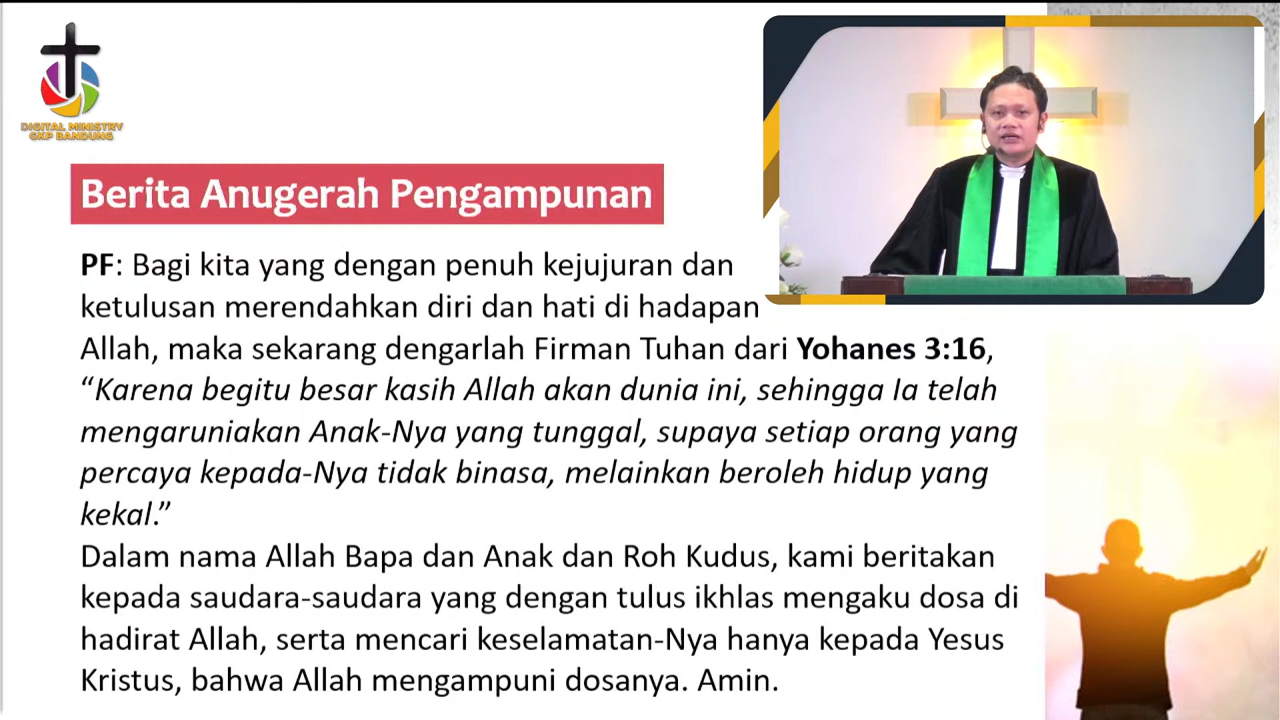 DIGITAL MINISTRY
GKP BANDUNG
Berita Anugerah Pengampunan
PF: Bagi kita yang dengan penuh kejujuran dan
ketulusan merendahkan diri dan hati di hadapan
Allah, maka sekarang dengarlah Firman Tuhan dari Yohanes 3:16,
“Karena begitu besar kasih Allah akan dunia ini, sehingga Ia telah
mengaruniakan Anak-Nya yang tunggal, supaya setiap orang yang
percaya kepada-Nya tidak binasa, melainkan beroleh hidup yang
kekal.”
Dalam nama Allah Bapa dan Anak dan Roh Kudus, kami beritakan
kepada saudara-saudara yang dengan tulus ikhlas mengaku dosa di
hadirat Allah, serta mencari keselamatan-Nya hanya kepada Yesus
Kristus, bahwa Allah mengampuni dosanya. Amin.